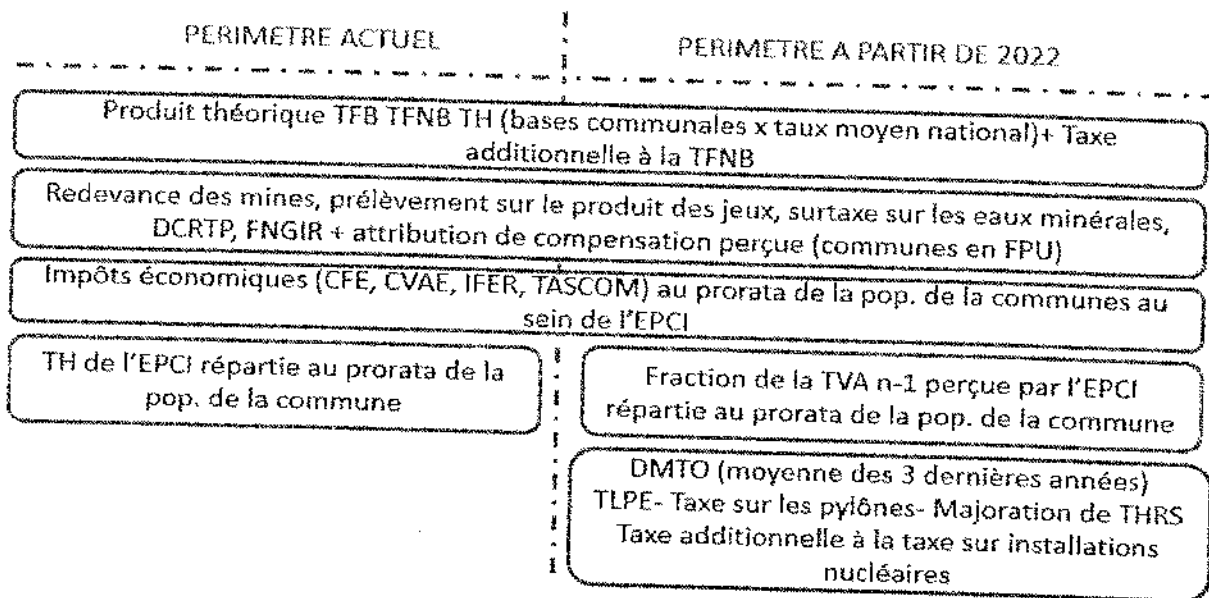 PERIMETRE ACTUEL
PERIMETRE A PARTIR DE 2022
Produit théorique TFB TFNB TH (bases communales x taux moyen national)+ Taxe
additionnelle à la TFNB
Redevance des mines, prélèvement sur le produit des jeux, surtaxe sur les eaux minérales,
DCRTP, FNGIR + attribution de compensation perçue (communes en FPU)
Impôts économiques (CFE, CVAE, IFER, TASCOM) au prorata de la pop. de la communes au
sein de l'EPCI
TH de l'EPCI répartie au prorata de la
pop. de la commune
Fraction de la TVA n-1 perçue par l'EPCI
répartie au prorata de la pop. de la commune
DMTO (moyenne des 3 dernières années)
TLPE- Taxe sur les pylônes- Majoration de THRS
Taxe additionnelle à la taxe sur installations
nucléaires